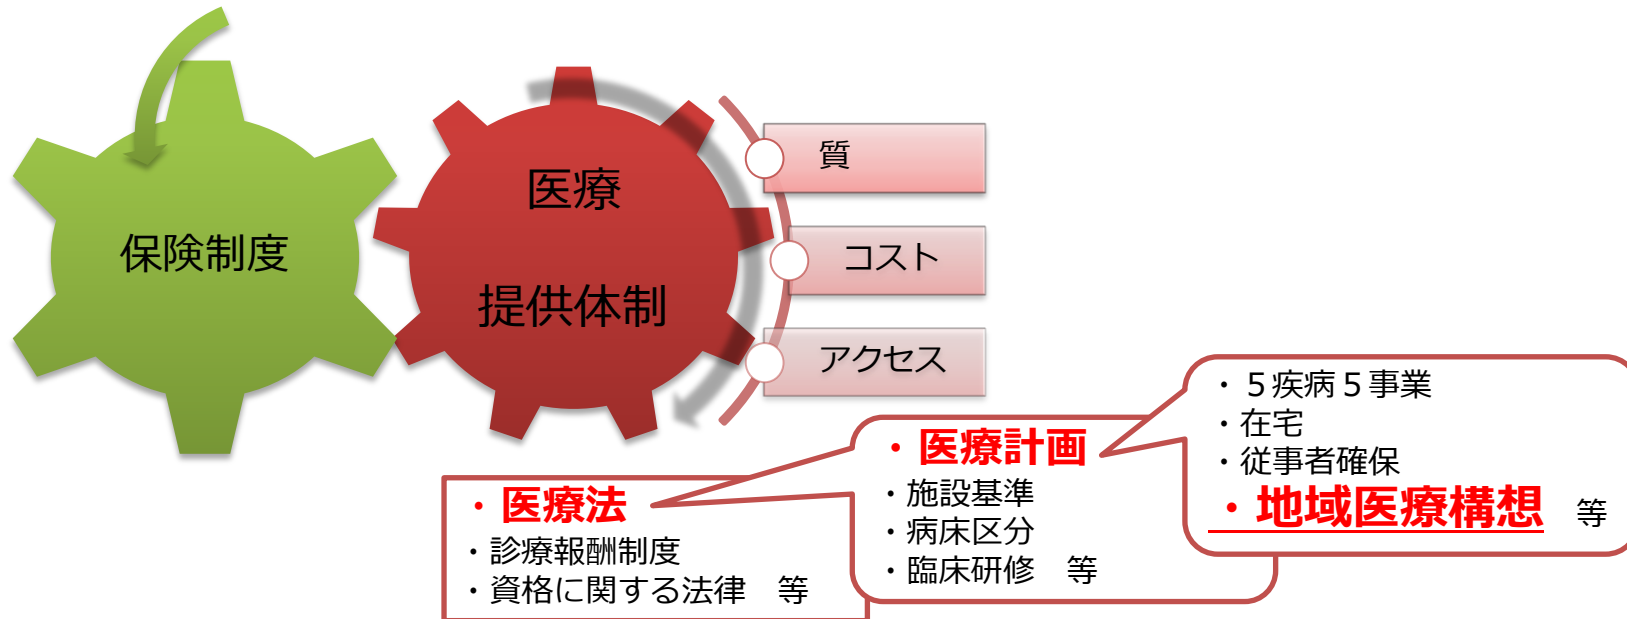 保険制度
医療
提供体制
質
コスト
アクセス
・医療法
・診療報酬制度
・資格に関する法律　等
・医療計画
・施設基準
・病床区分
・臨床研修　等
・５疾病５事業
・在宅
・従事者確保
・地域医療構想　等